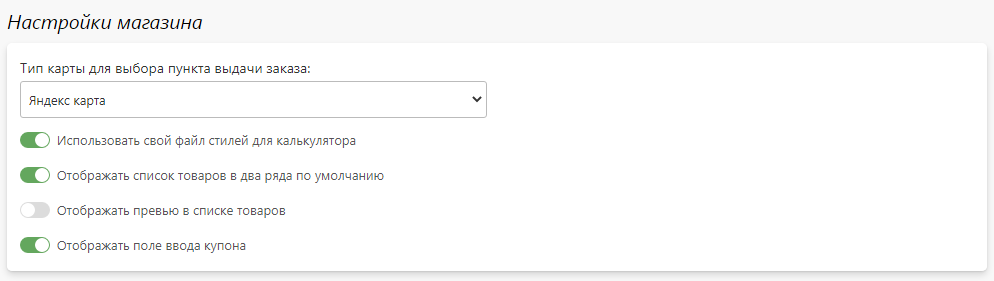 Настройки магазина
Тип карты для выбора пункта выдачи заказа:
Яндекс карта
Использовать свой файл стилей для калькулятора
Отображать список товаров в два ряда по умолчанию
Отображать превью в списке товаров
Отображать поле ввода купона